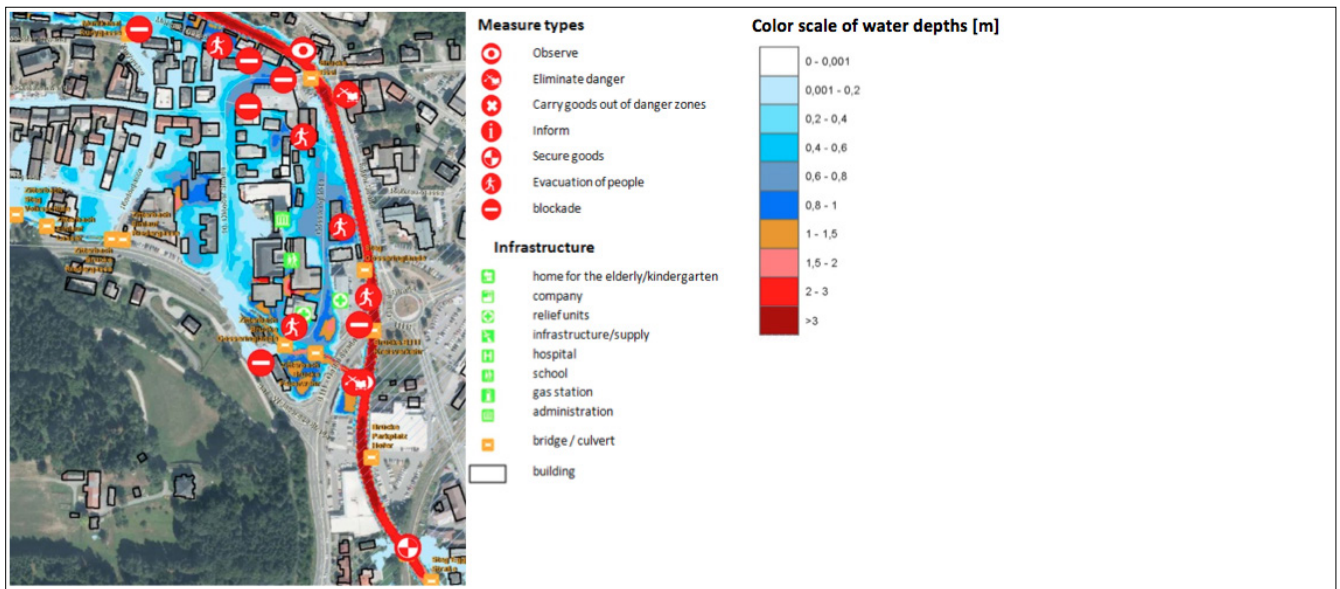 Measure types
Observe
Eliminate danger
Carry goods out of danger zones
Inform
Secure goods
Evacuation of people
blockade
Infrastructure
home for the elderly/kindergarten
company
relief units
infrastructure/supply
hospital
school
gas station
administration
bridge / culvert
building
Color scale of water depths [m]
0 - 0,001
0,001 - 0,2
0,2 - 0,4
0,4 - 0,6
0,6 - 0,8
0,8 - 1
1 - 1,5
1,5 - 2
2 - 3
>3
Brücke
Parkplatz